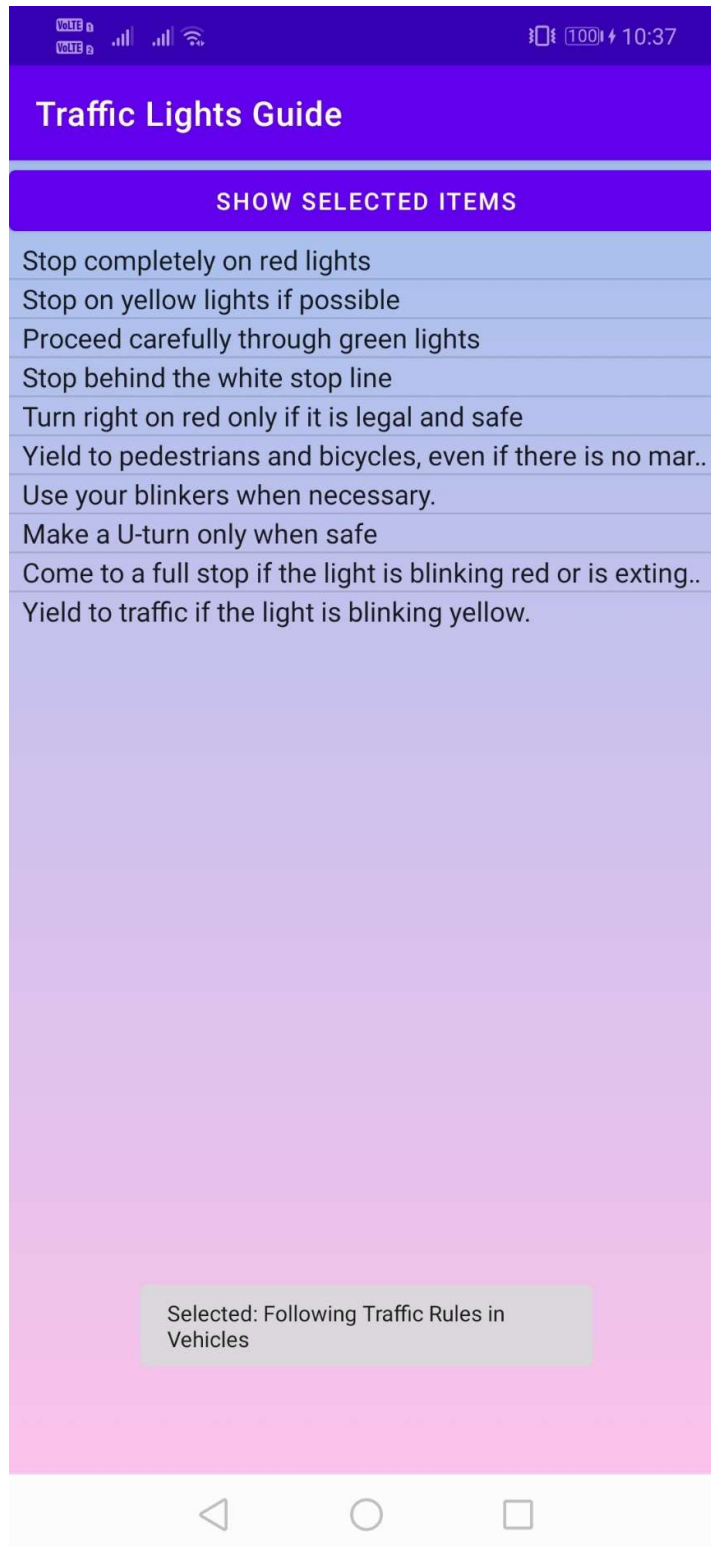 VoLTE 1
VoLTE 2
100 10:37
Traffic Lights Guide
SHOW SELECTED ITEMS
Stop completely on red lights
Stop on yellow lights if possible
Proceed carefully through green lights
Stop behind the white stop line
Turn right on red only if it is legal and safe
Yield to pedestrians and bicycles, even if there is no mar..
Use your blinkers when necessary.
Make a U-turn only when safe
Come to a full stop if the light is blinking red or is exting..
Yield to traffic if the light is blinking yellow.
Selected: Following Traffic Rules in
Vehicles